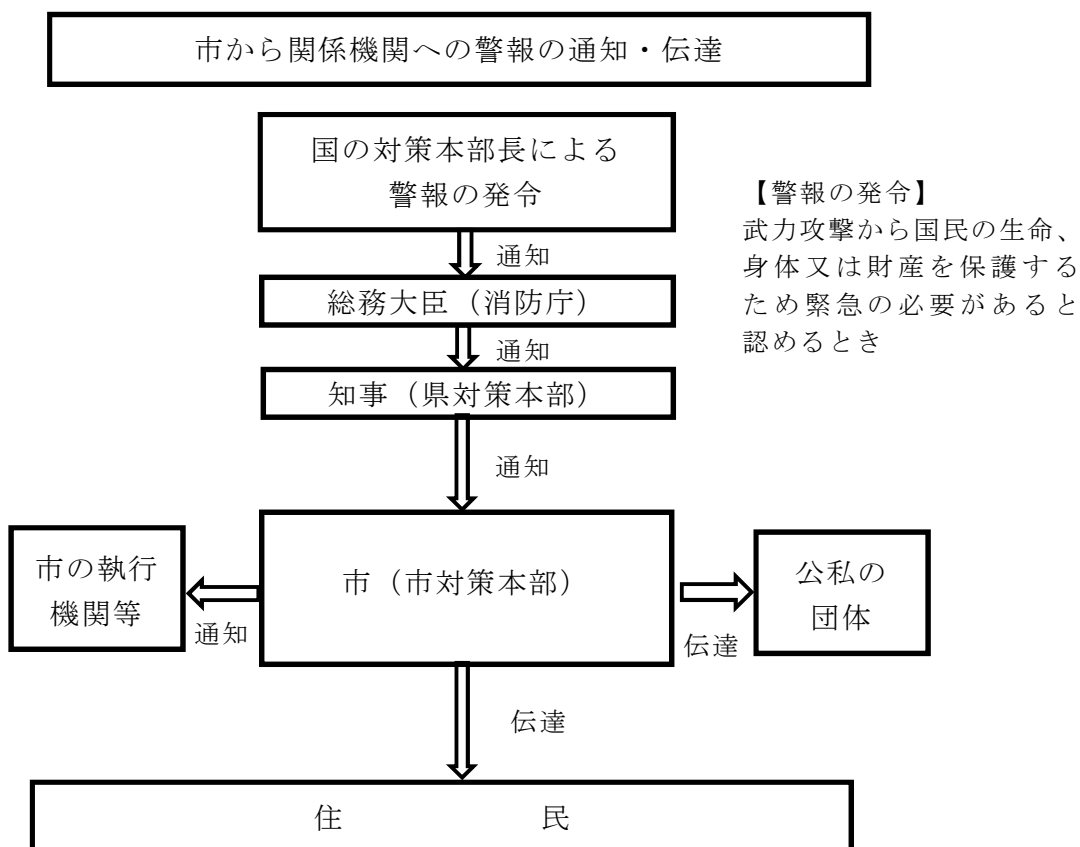 市から関係機関への警報の通知・伝達
国の対策本部長による
警報の発令
【警報の発令】
武力攻撃から国民の生命、
身体又は財産を保護する
ため緊急の必要があると
認めるとき
通知
総務大臣（消防庁）
通知
知事（県対策本部）
通知
市の執行
機関等
通知
市（市対策本部）
伝達
公私の
団体
伝達
住民